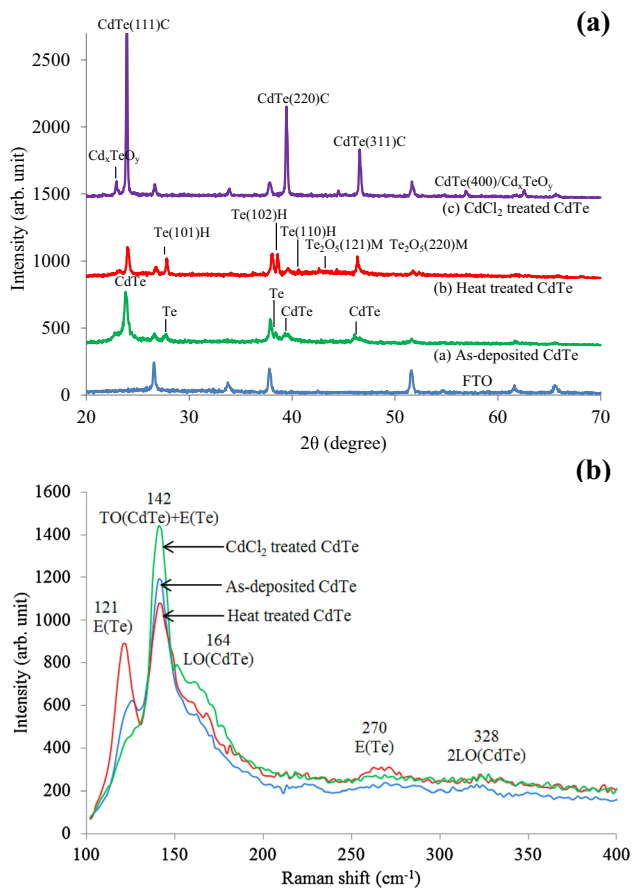 (a)
CdTe(111)C
2500
CdTe(220)C
2000
CdTe(311)C
CdxTeOy
CdTe(400)/CdxTeOy
1500
(c) CdCl2 treated CdTe
Te(102)H
Te(101)H
Te(110)H
Te2O5(121)M Te2O5(220)M
1000
CdTe
(b) Heat treated CdTe
Te
Te
CdTe
CdTe
500
(a) As-deposited CdTe
FTO
0
20 30 40 50 60 70
2θ (degree)
Intensity (arb. unit)
(b)
1600
142
TO(CdTe)+E(Te)
1400
CdCl2 treated CdTe
1200
As-deposited CdTe
Heat treated CdTe
1000
121
E(Te)
164
LO(CdTe)
800
600
270
E(Te)
328
2LO(CdTe)
400
200
0
100 150 200 250 300 350 400
Raman shift (cm-1)
Intensity (arb. unit)